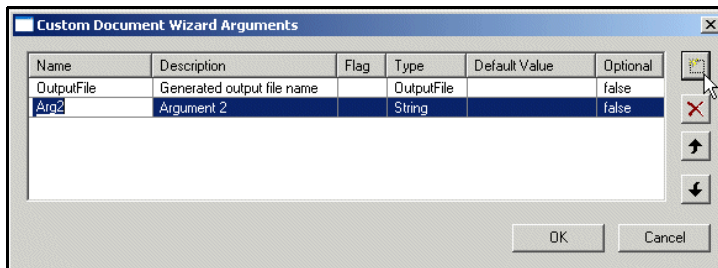 Custom Document Wizard Arguments
Name Description Flag Type Default Value Optional
OutputFile Generated output file name OutputFile false
Arg2 Argument 2 String false
OK Cancel